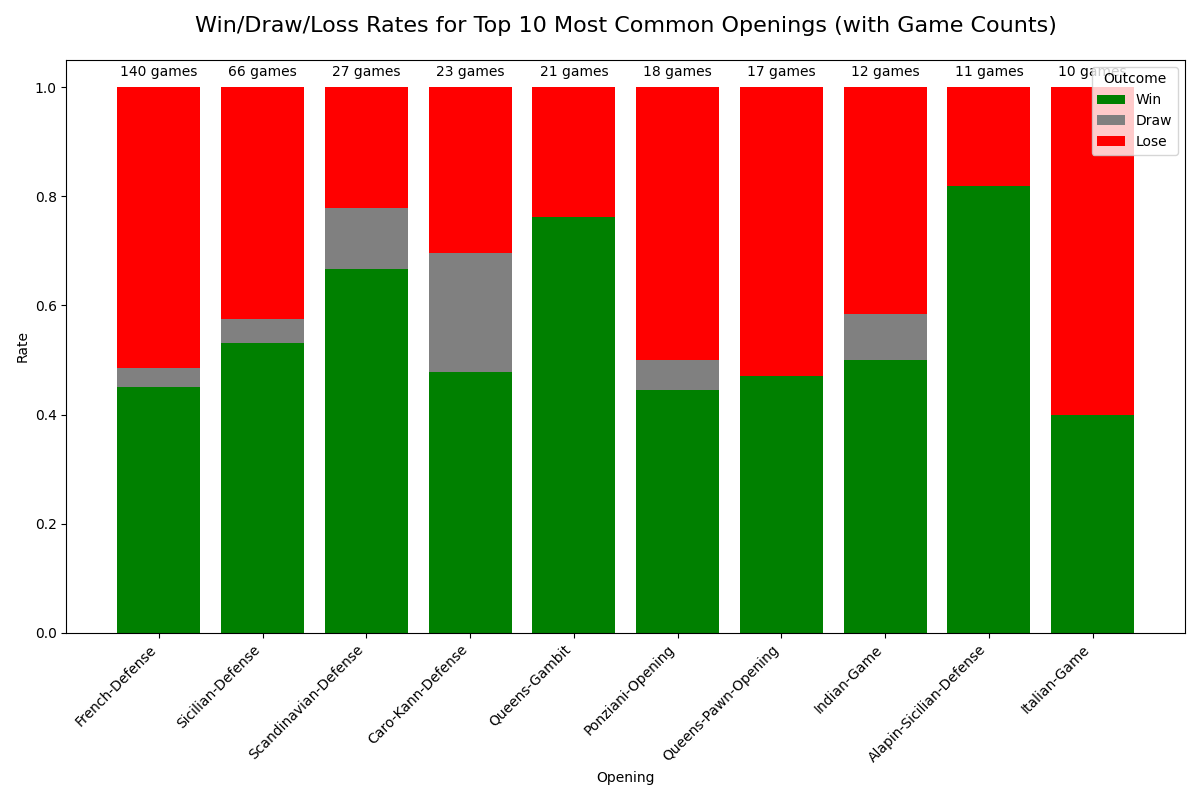 Win/Draw/Loss Rates for Top 10 Most Common Openings (with Game Counts)
140 games
66 games
27 games
23 games
21 games
18 games
17 games
12 games
11 games
10 games
Outcome
Win
Draw
Lose
1.0
0.8
0.6
0.4
0.2
0.0
Rate
French-Defense
Sicilian-Defense
Scandinavian-Defense
Caro-Kann-Defense
Queens-Gambit
Ponziani-Opening
Queens-Pawn-Opening
Indian-Game
Alapin-Sicilian-Defense
Italian-Game
Opening